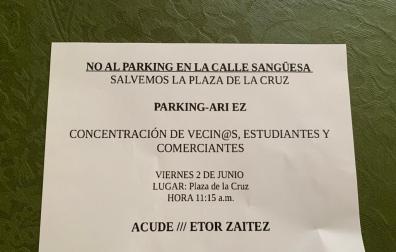 NO AL PARKING EN LA CALLE SANGÜESA
SALVEMOS LA PLAZA DE LA CRUZ
PARKING-ARI EZ
CONCENTRACIÓN DE VECIN@S, ESTUDIANTES Y
COMERCIANTES
VIERNES 2 DE JUNIO
LUGAR: Plaza de la Cruz
HORA 11:15 a.m.
ACUDE /// ETOR ZAITEZ